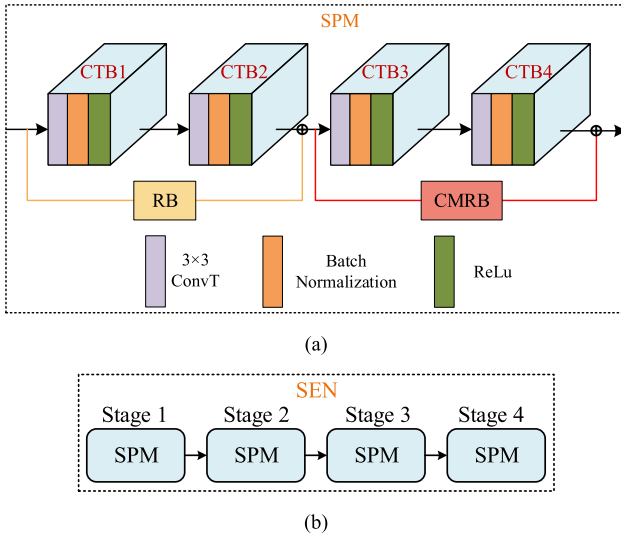 SPM
CTB1 CTB2 CTB3 CTB4
RB CMRB
3×3
ConvT
Batch
Normalization
ReLu
(a)
SEN
Stage 1 Stage 2 Stage 3 Stage 4
SPM SPM SPM SPM
(b)